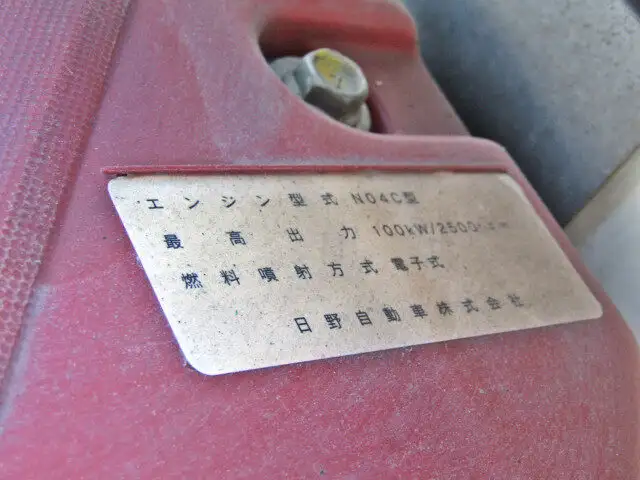 エンジン型式 N04C型
最高出力 100kW/2500
燃料噴射方式 電子式
日野自動車株式会社